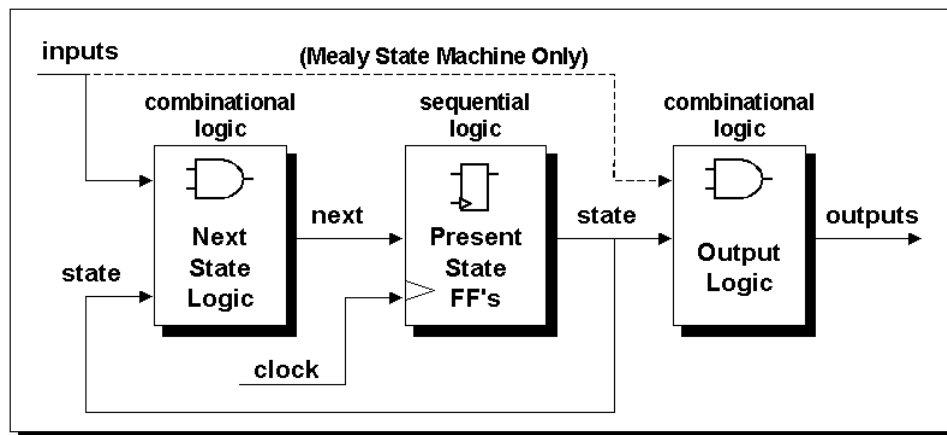 inputs
(Mealy State Machine Only)
combinational
logic
sequential
logic
combinational
logic
next
state
outputs
Next
State
Logic
Present
State
FF's
Output
Logic
state
clock